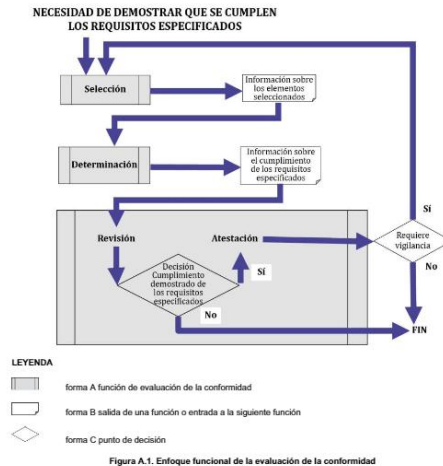 NECESIDAD DE DEMOSTRAR QUE SE CUMPLEN
LOS REQUISITOS ESPECIFICADOS
Selección
Información sobre
los elementos
seleccionados
Determinación
Información sobre
el cumplimiento
de los requisitos
especificados
Sí
Revisión
Atestación
Requiere
vigilancia
Decisión
Cumplimiento
demostrado de
los requisitos
especificados
Sí
No
No
FIN
LEYENDA
forma A función de evaluación de la conformidad
forma B salida de una función o entrada a la siguiente función
forma C punto de decisión
Figura A.1. Enfoque funcional de la evaluación de la conformidad